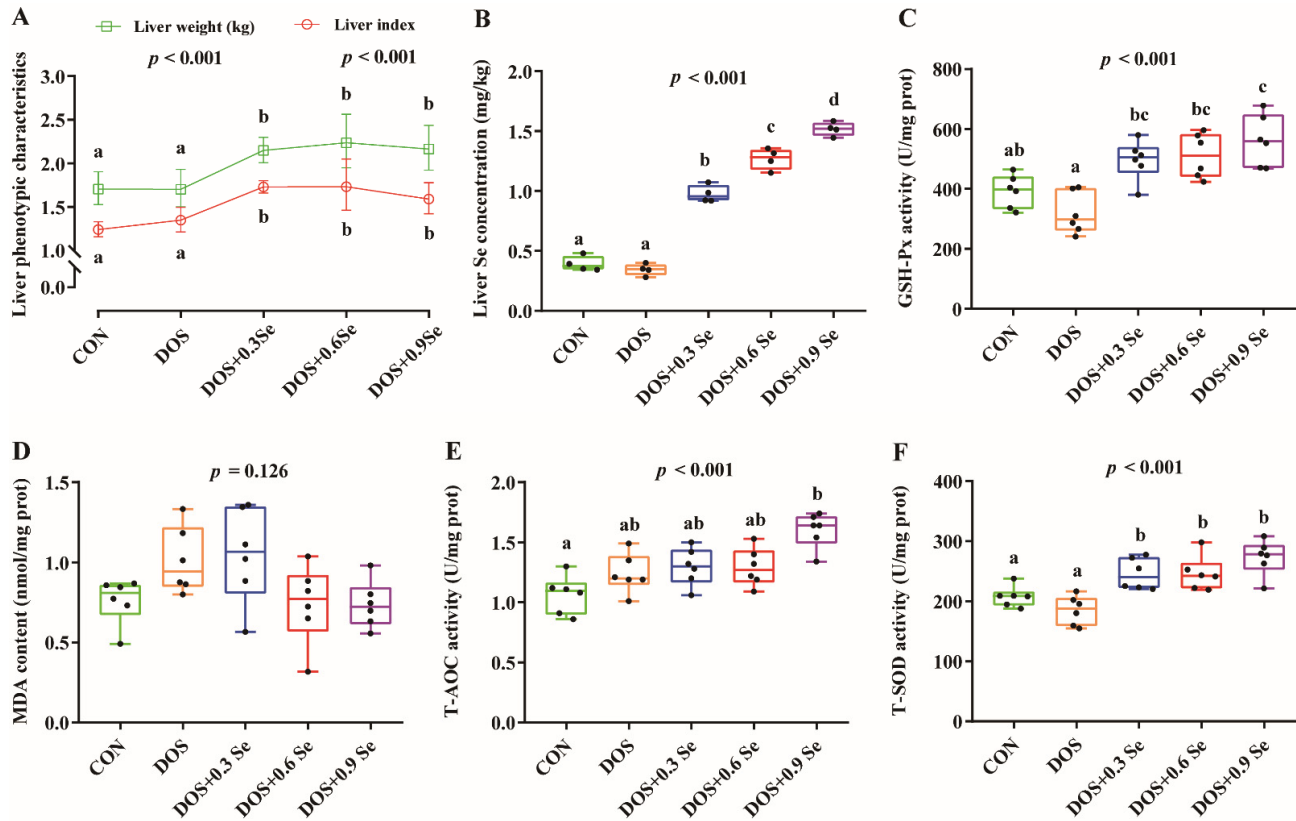 A
Liver weight (kg)
Liver index
p < 0.001
p < 0.001
Liver phenotypic characteristics
3.0
2.5
2.0
1.5
1.0
0.0
a
a
b
b
b
a
a
b
b
b
CON
DOS
DOS+0.3Se
DOS+0.6Se
DOS+0.9Se
B
p < 0.001
Liver Se concentration (mg/kg)
2.0
1.5
1.0
0.5
0.0
a
a
b
c
d
CON
DOS
DOS+0.3 Se
DOS+0.6 Se
DOS+0.9 Se
C
p < 0.001
GSH-Px activity (U/mg prot)
800
600
400
200
0
ab
a
bc
bc
c
CON
DOS
DOS+0.3 Se
DOS+0.6 Se
DOS+0.9 Se
D
p = 0.126
MDA content (nmol/mg prot)
1.5
1.0
0.5
0.0
CON
DOS
DOS+0.3 Se
DOS+0.6 Se
DOS+0.9 Se
E
p < 0.001
T-AOC activity (U/mg prot)
2.0
1.5
1.0
0.5
0.0
a
ab
ab
ab
b
CON
DOS
DOS+0.3 Se
DOS+0.6 Se
DOS+0.9 Se
F
p < 0.001
T-SOD activity (U/mg prot)
400
300
200
100
0
a
a
b
b
b
CON
DOS
DOS+0.3 Se
DOS+0.6 Se
DOS+0.9 Se